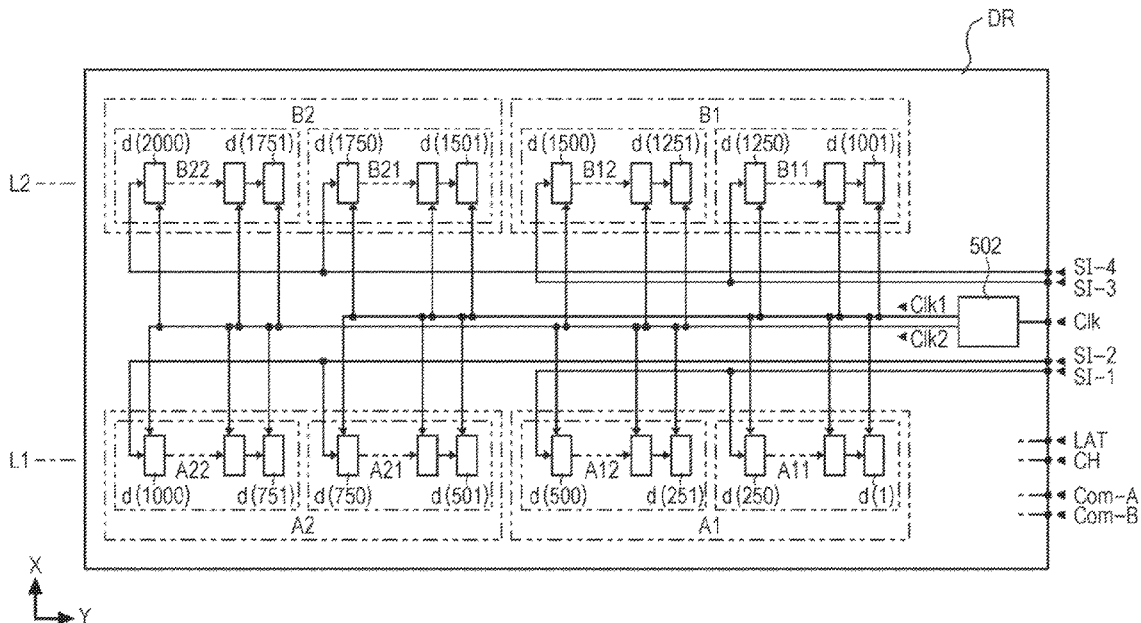 DR
B2 B1
d(2000) d(1751) d(1750) d(1501) d(1500) d(1251) d(1250) d(1001)
L2 B22 B21 B12 B11
502
SI-4
SI-3
Clk1
Clk
Clk2
SI-2
SI-1
LAT
L1 A22 A21 A12 A11
CH
d(1000) d(751) d(750) d(501) d(500) d(251) d(250) d(1)
Com-A
Com-B
A2 A1
X
Y